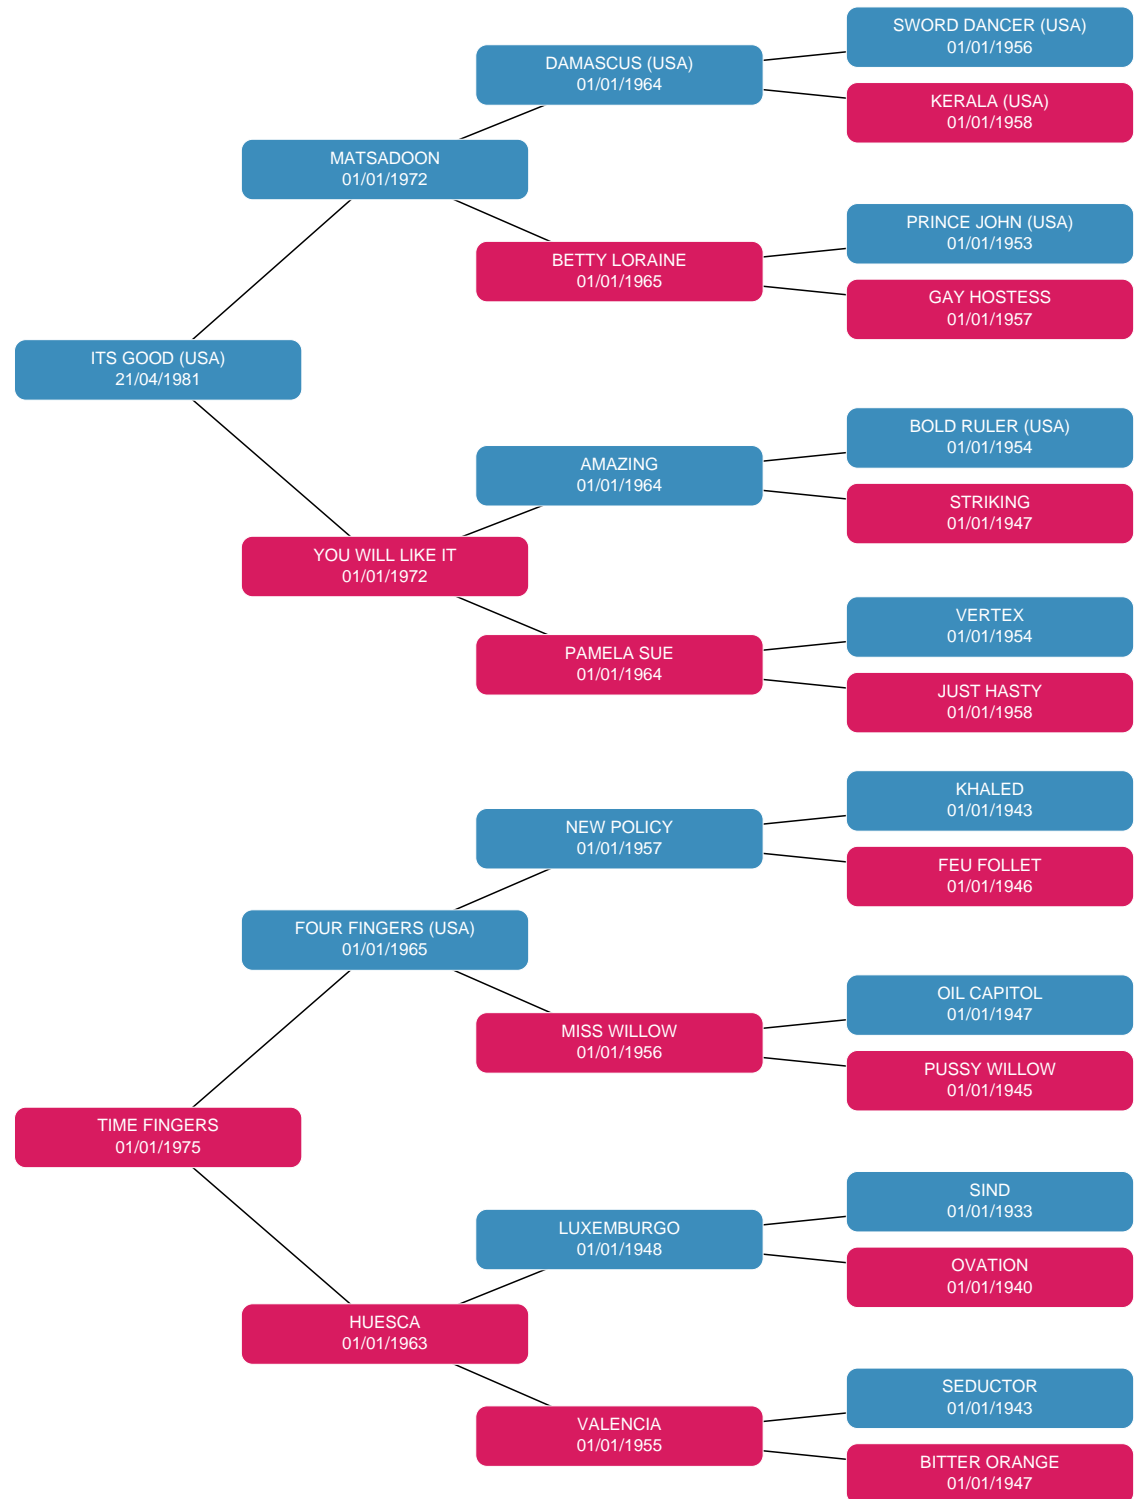 SWORD DANCER (USA)
01/01/1956
DAMASCUS (USA)
01/01/1964
KERALA (USA)
01/01/1958
MATSADOON
01/01/1972
PRINCE JOHN (USA)
01/01/1953
BETTY LORAINE
01/01/1965
GAY HOSTESS
01/01/1957
ITS GOOD (USA)
21/04/1981
BOLD RULER (USA)
01/01/1954
AMAZING
01/01/1964
STRIKING
01/01/1947
YOU WILL LIKE IT
01/01/1972
VERTEX
01/01/1954
PAMELA SUE
01/01/1964
JUST HASTY
01/01/1958
KHALED
01/01/1943
NEW POLICY
01/01/1957
FEU FOLLET
01/01/1946
FOUR FINGERS (USA)
01/01/1965
OIL CAPITOL
01/01/1947
MISS WILLOW
01/01/1956
PUSSY WILLOW
01/01/1945
TIME FINGERS
01/01/1975
SIND
01/01/1933
LUXEMBURGO
01/01/1948
OVATION
01/01/1940
HUESCA
01/01/1963
SEDUCTOR
01/01/1943
VALENCIA
01/01/1955
BITTER ORANGE
01/01/1947